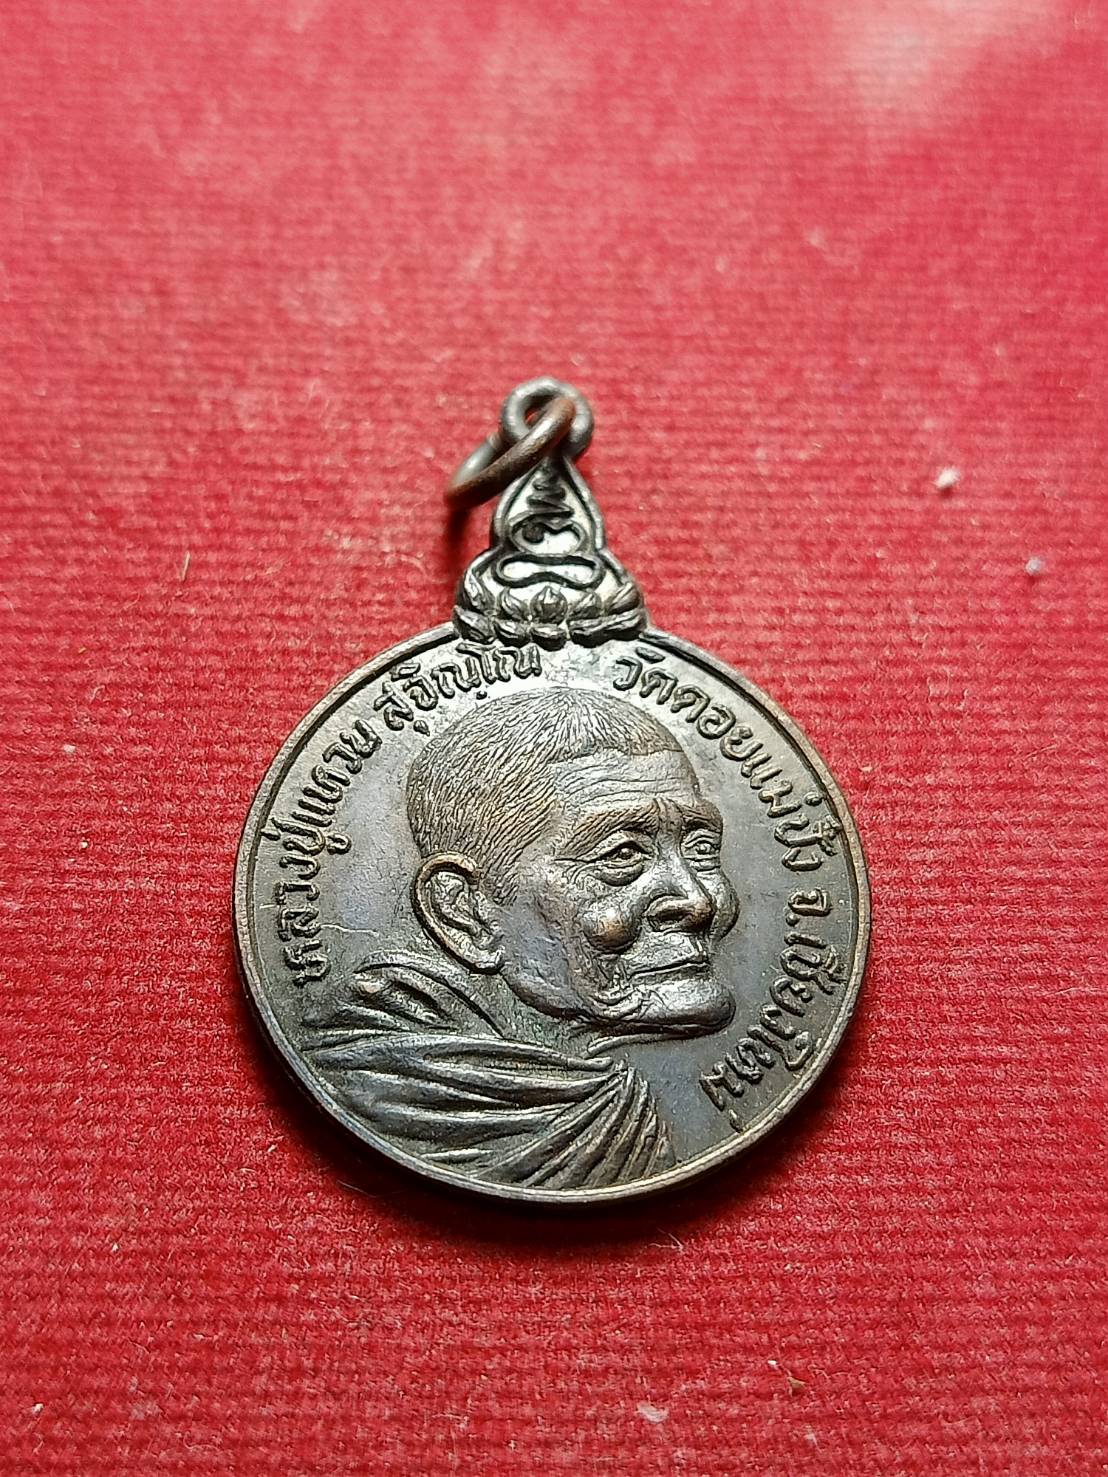 หลวงปู่แหวน สุจิณฺโณ
วัดดอยแม่ปั๋ง จ.เชียงใหม่